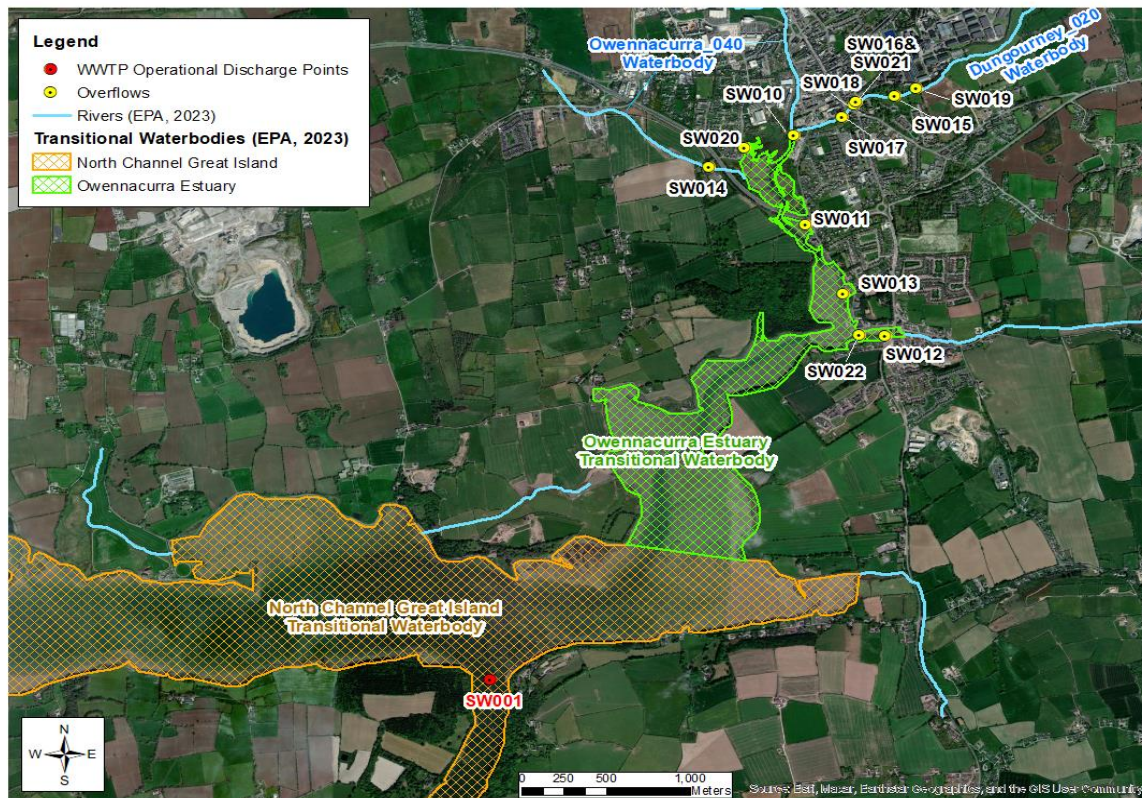 Legend
WWTP Operational Discharge Points
Overflows
Rivers (EPA, 2023)
Transitional Waterbodies (EPA, 2023)
North Channel Great Island
Owennacurra Estuary
Owennacurra_040
Waterbody
Dungourney_020
Waterbody
SW016&
SW021
SW018
SW010
SW019
SW015
SW017
SW020
SW014
SW011
SW013
SW012
SW022
Owennacurra Estuary
Transitional Waterbody
North Channel Great Island
Transitional Waterbody
SW001
N
W E
S
0 250 500 1,000
Meters
Source: Esri, Maxar, Earthstar Geographics, and the GIS User Community